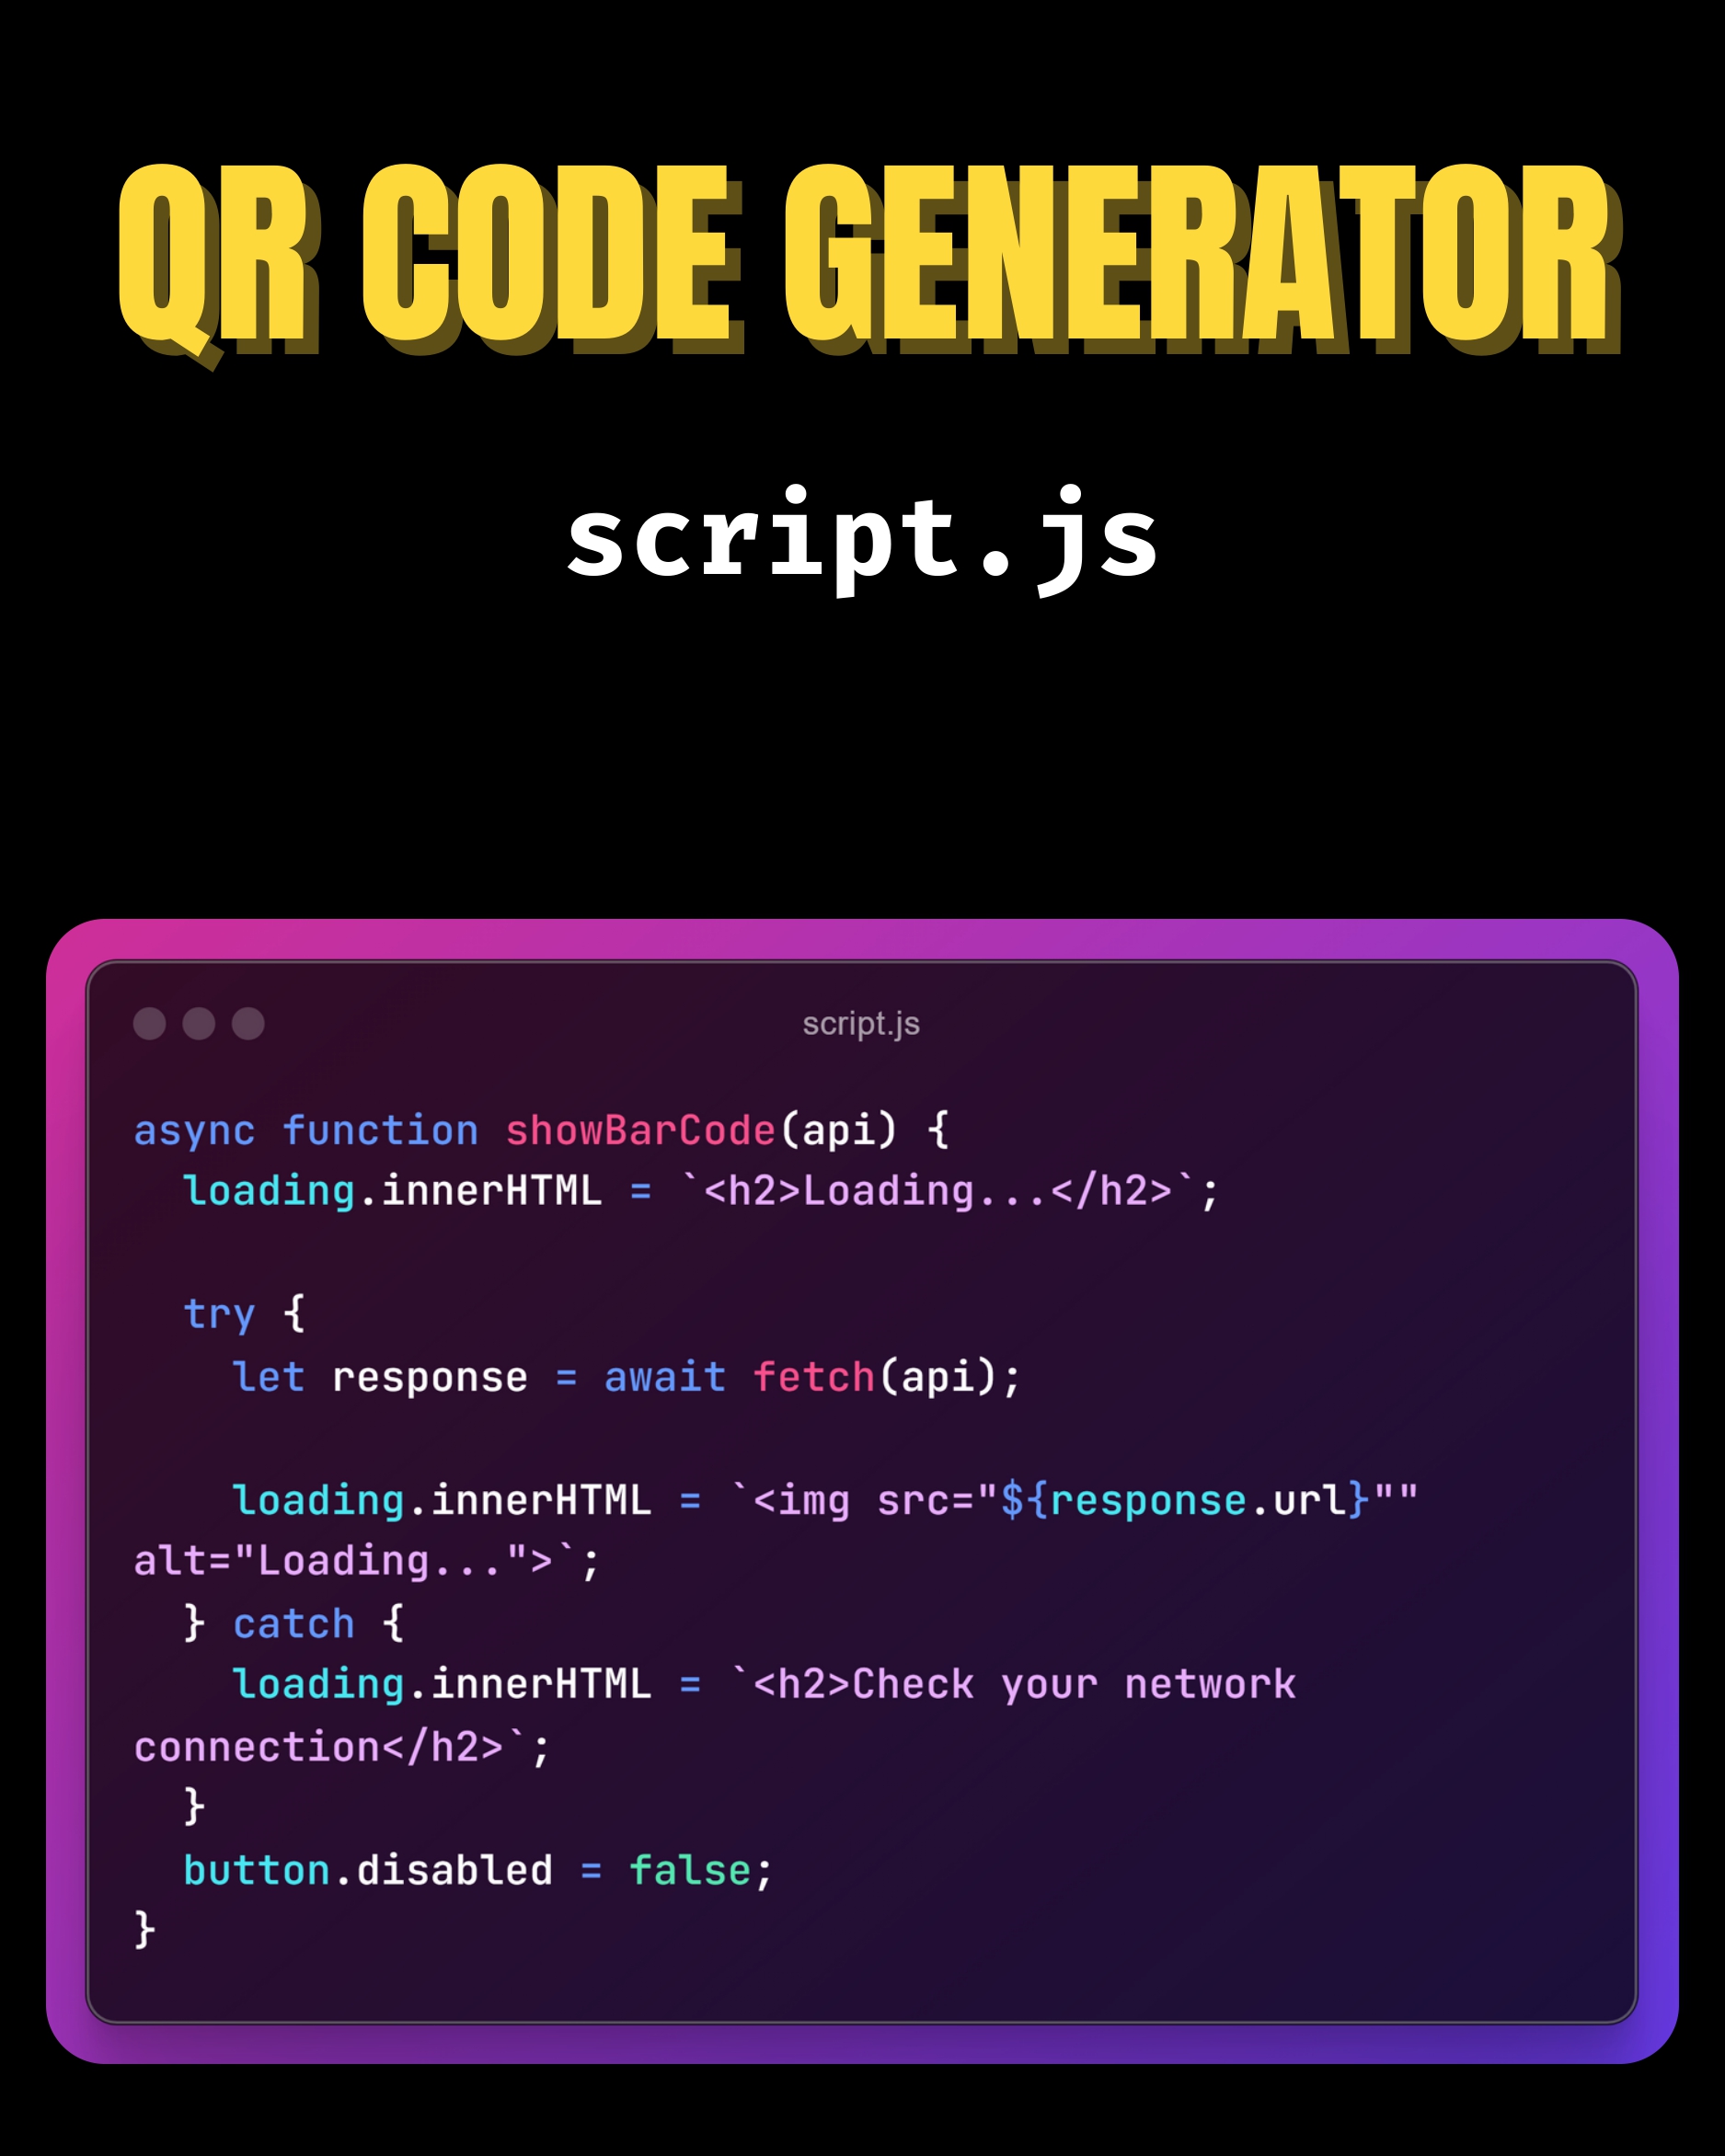 QR CODE GENERATOR
script.js
script.js
async function showBarCode(api) {
  loading.innerHTML = `<h2>Loading...</h2>`;
  try {
    let response = await fetch(api);
    loading.innerHTML = `<img src="${response.url}""
alt="Loading...">`;
  } catch {
    loading.innerHTML = `<h2>Check your network
connection</h2>`;
  }
  button.disabled = false;
}